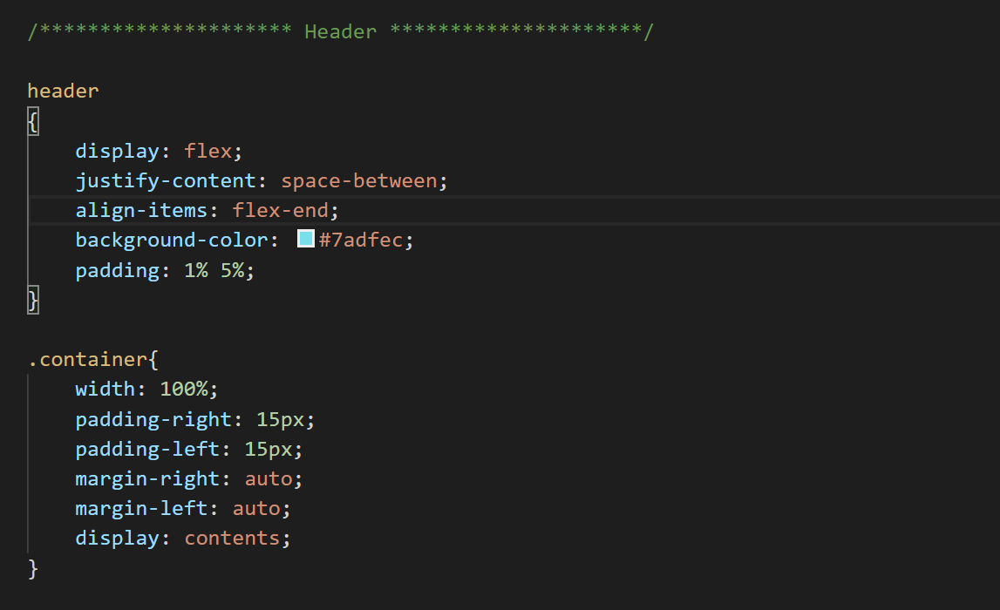 /********************* Header *********************/
header
{
display: flex;
justify-content: space-between;
align-items: flex-end;
background-color: #7adfec;
padding: 1% 5%;
}
.container{
width: 100%;
padding-right: 15px;
padding-left: 15px;
margin-right: auto;
margin-left: auto;
display: contents;
}